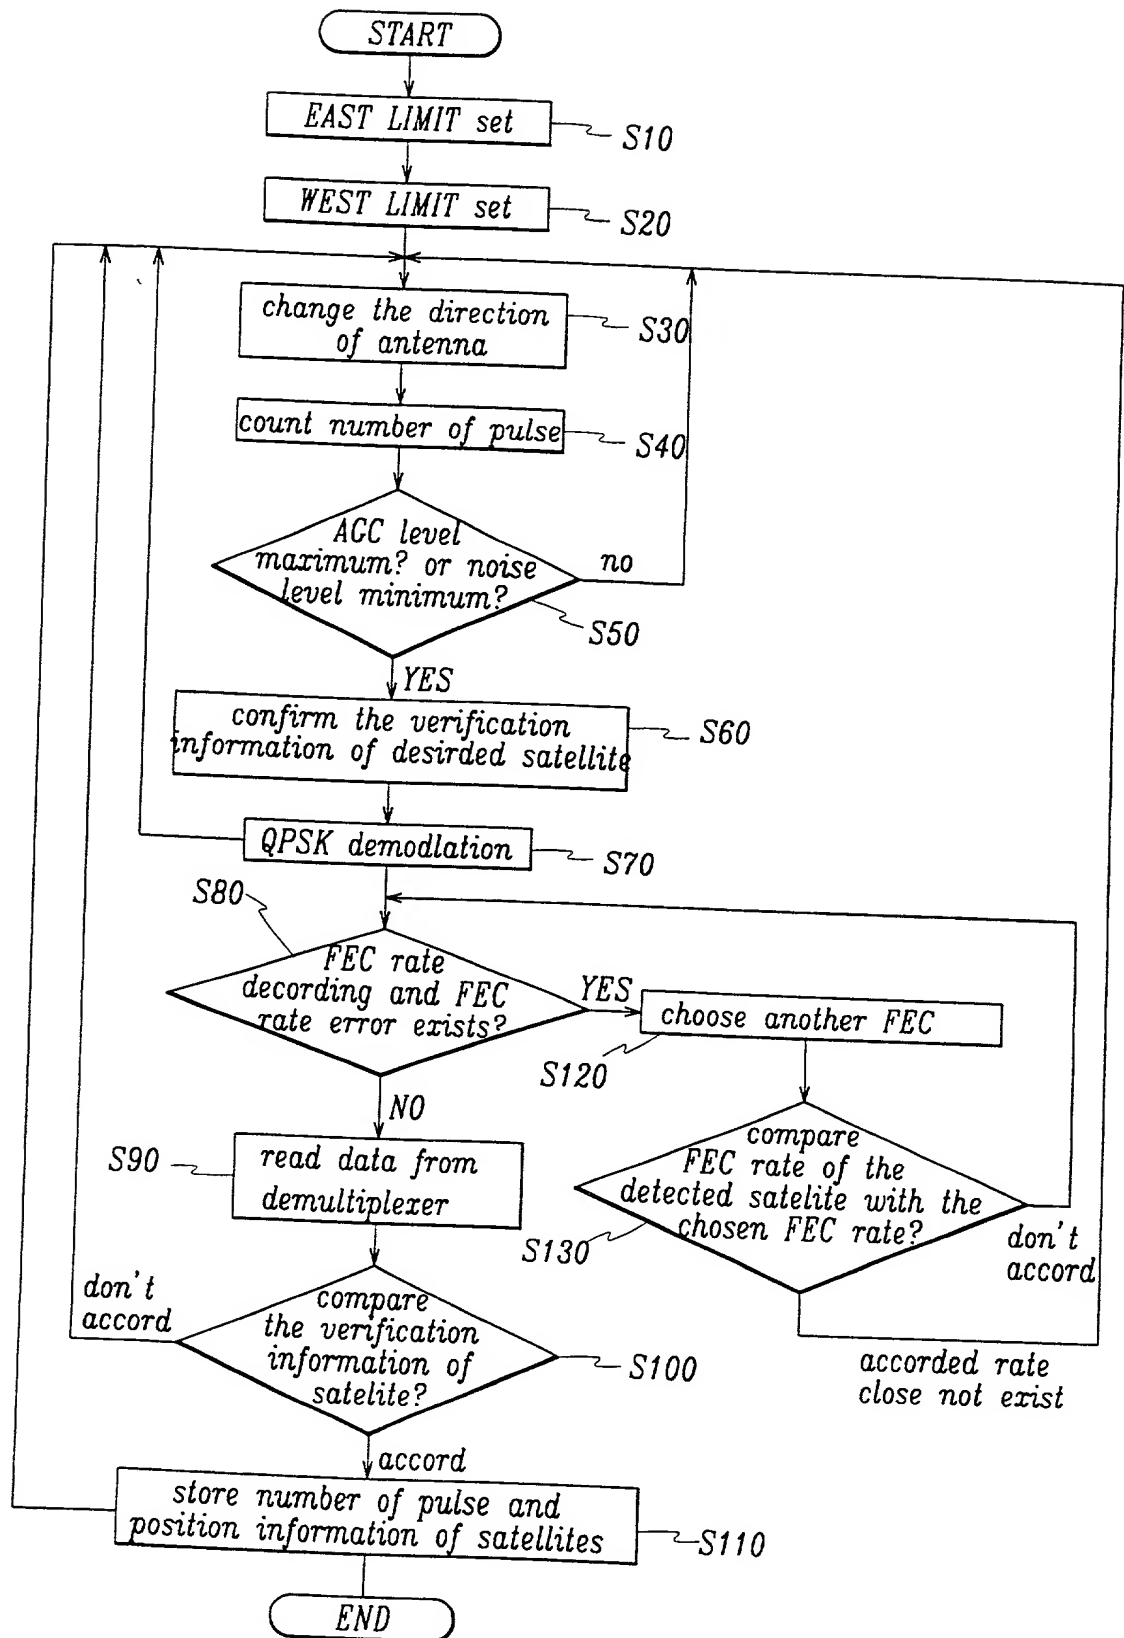 START
EAST LIMIT set
S10
WEST LIMIT set
S20
change the direction
of antenna
S30
count number of pulse
S40
AGC level
maximum? or noise
level minimum?
no
S50
YES
confirm the verification
information of desirded satellite
S60
QPSK demodlation
S70
S80
FEC rate
decording and FEC
rate error exists?
YES
choose another FEC
S120
NO
S90
read data from
demultiplexer
compare
FEC rate of the
detected satelite with the
chosen FEC rate?
S130
don't
accord
don't
accord
compare
the verification
information of
satelite?
S100
accorded rate
close not exist
accord
store number of pulse and
position information of satellites
S110
END